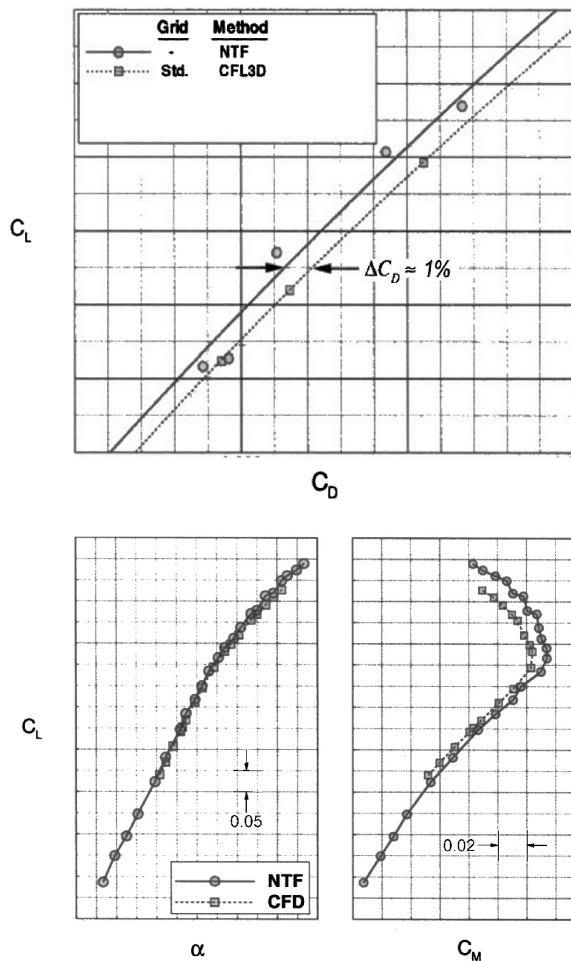 Grid Method
- NTF
Std. CFL3D
C_L
ΔC_D ≈ 1%
C_D
C_L
0.05
0.02
NTF
CFD
α
C_M